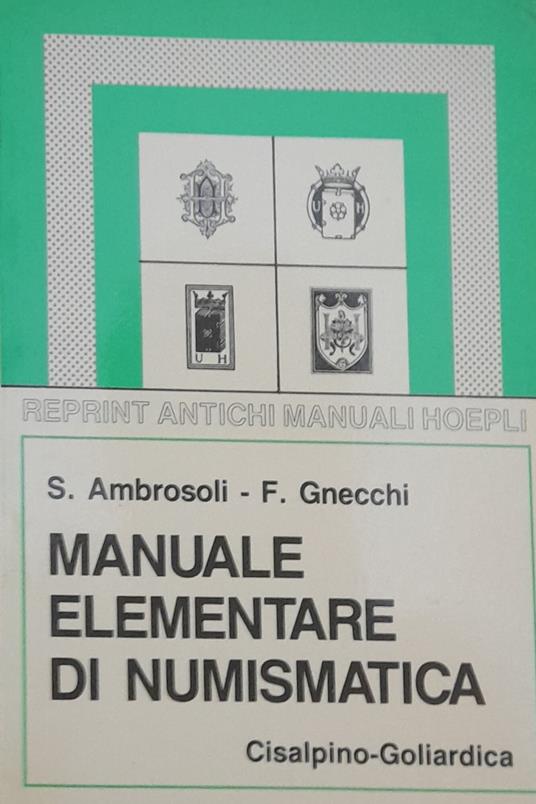 U H
U H
REPRINT ANTICHI MANUALI HOEPLI
S. Ambrosoli - F. Gnecchi
MANUALE
ELEMENTARE
DI NUMISMATICA
Cisalpino-Goliardica